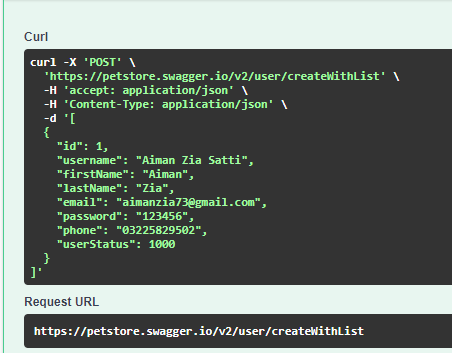 Curl
curl -X 'POST' \
  'https://petstore.swagger.io/v2/user/createWithList' \
  -H 'accept: application/json' \
  -H 'Content-Type: application/json' \
  -d '[
  {
    "id": 1,
    "username": "Aiman Zia Satti",
    "firstName": "Aiman",
    "lastName": "Zia",
    "email": "aimanzia73@gmail.com",
    "password": "123456",
    "phone": "03225829502",
    "userStatus": 1000
  }
]'
Request URL
https://petstore.swagger.io/v2/user/createWithList